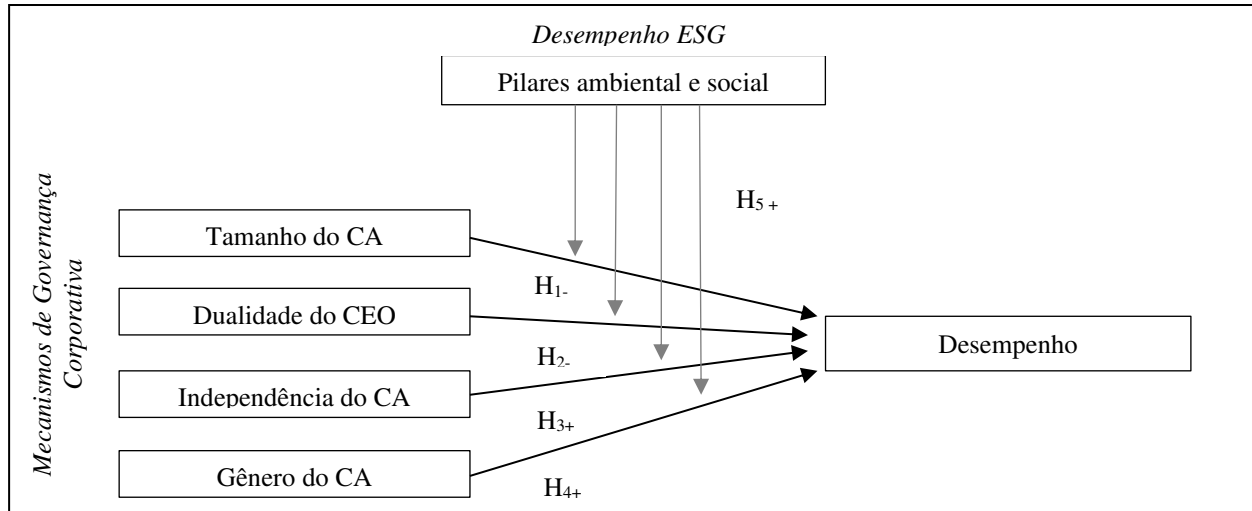 Desempenho ESG
Pilares ambiental e social
Mecanismos de Governança
Corporativa
H5 +
Tamanho do CA
H1-
Dualidade do CEO
Desempenho
H2-
Independência do CA
H3+
Gênero do CA
H4+